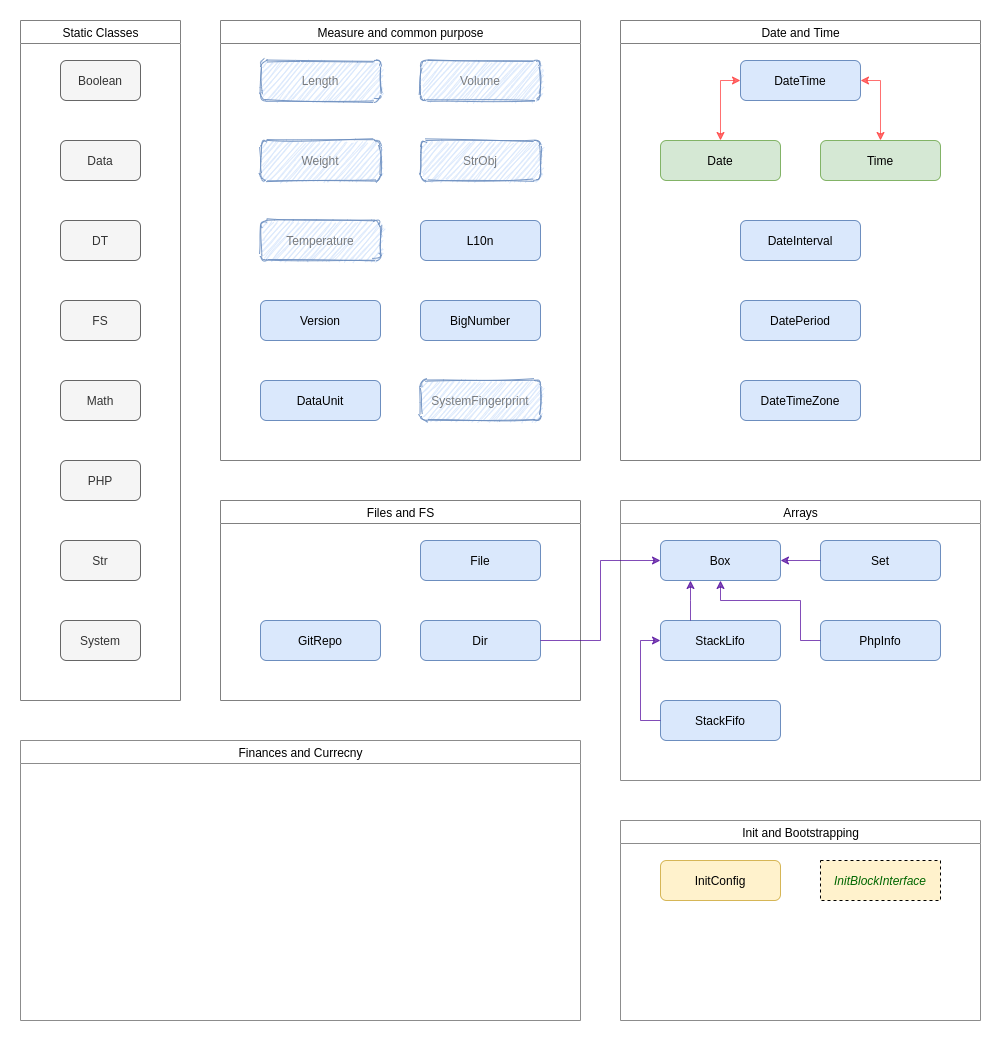 Static Classes
Boolean
Data
DT
FS
Math
PHP
Str
System
Measure and common purpose
Length
Volume
Weight
StrObj
Temperature
L10n
Version
BigNumber
DataUnit
SystemFingerprint
Date and Time
DateTime
Date
Time
DateInterval
DatePeriod
DateTimeZone
Files and FS
File
GitRepo
Dir
Arrays
Box
Set
StackLifo
PhpInfo
StackFifo
Finances and Currecny
Init and Bootstrapping
InitConfig
InitBlockInterface